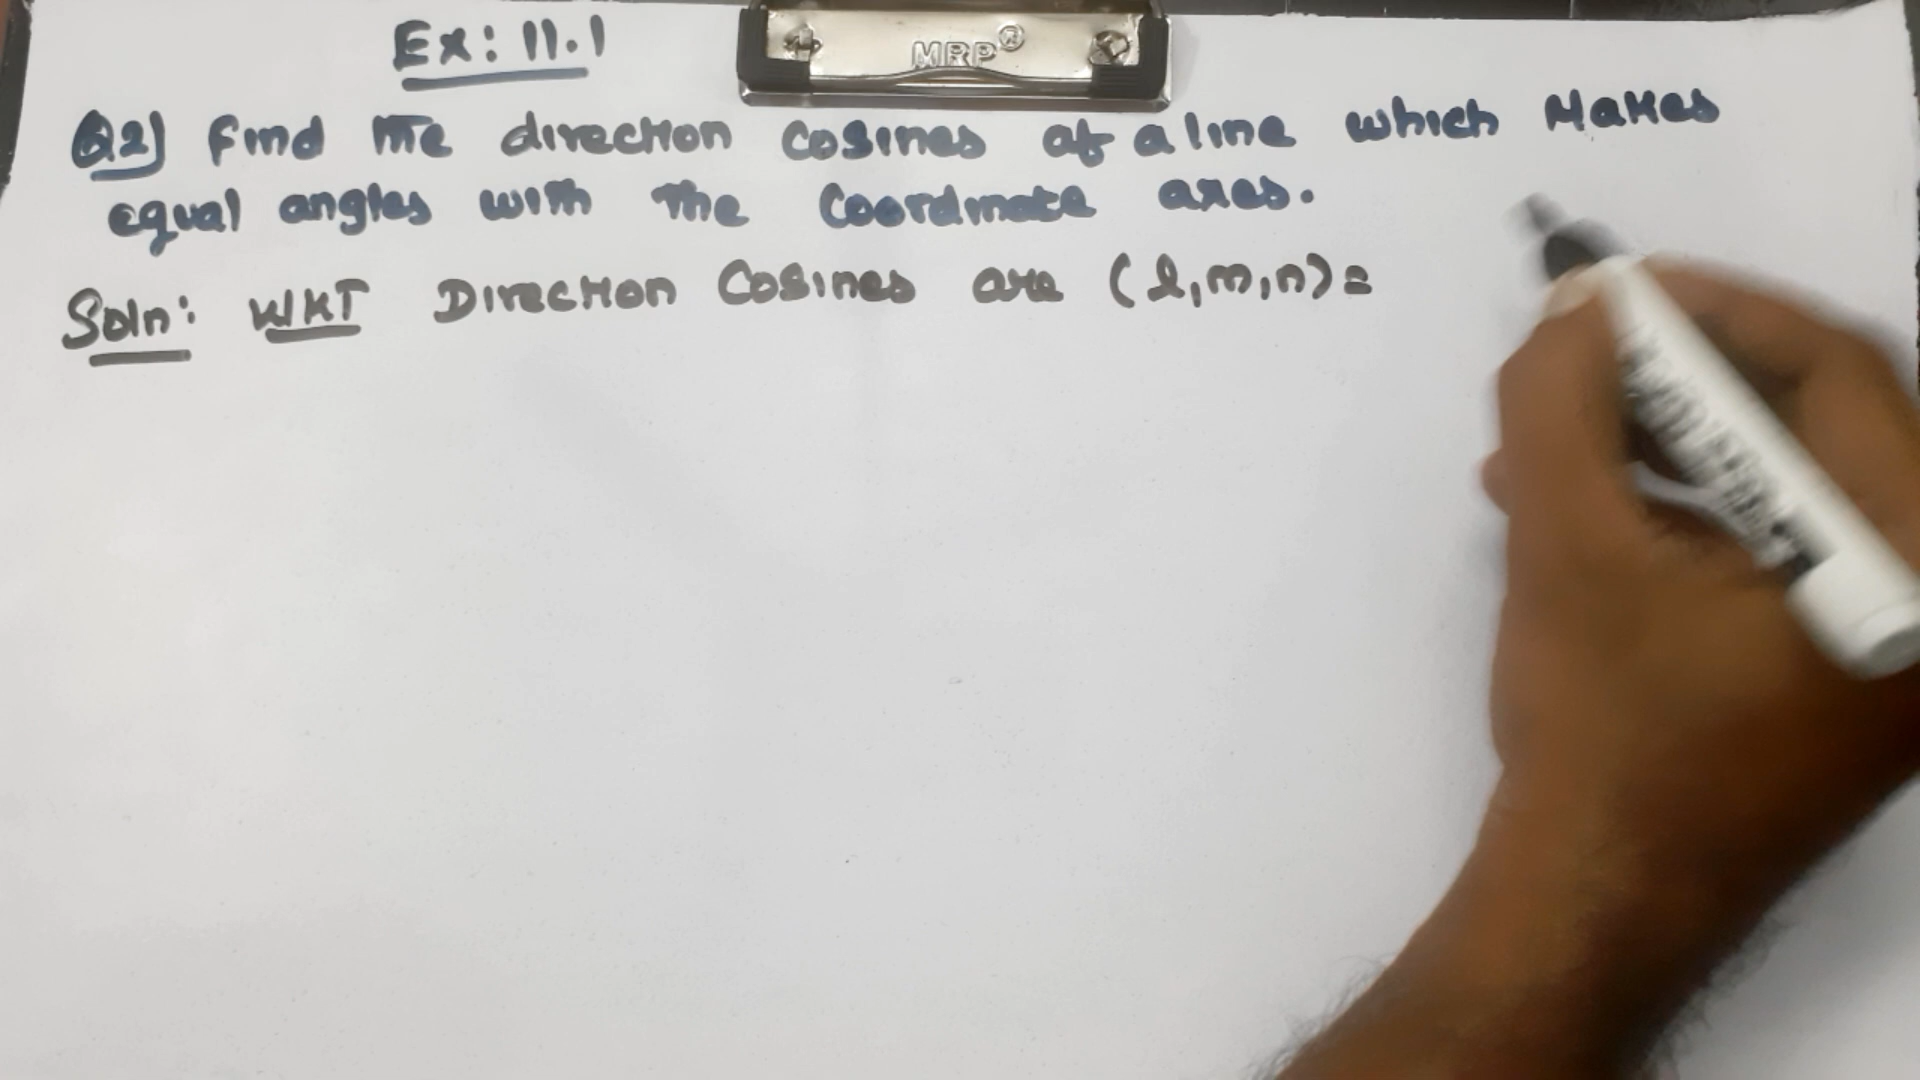 Ex: 11.1
MRP®
Q2) Find the direction cosines of a line which Makes
equal angles with the Coordinate axes.
Soln: WKT Direction Cosines are (l,m,n)=